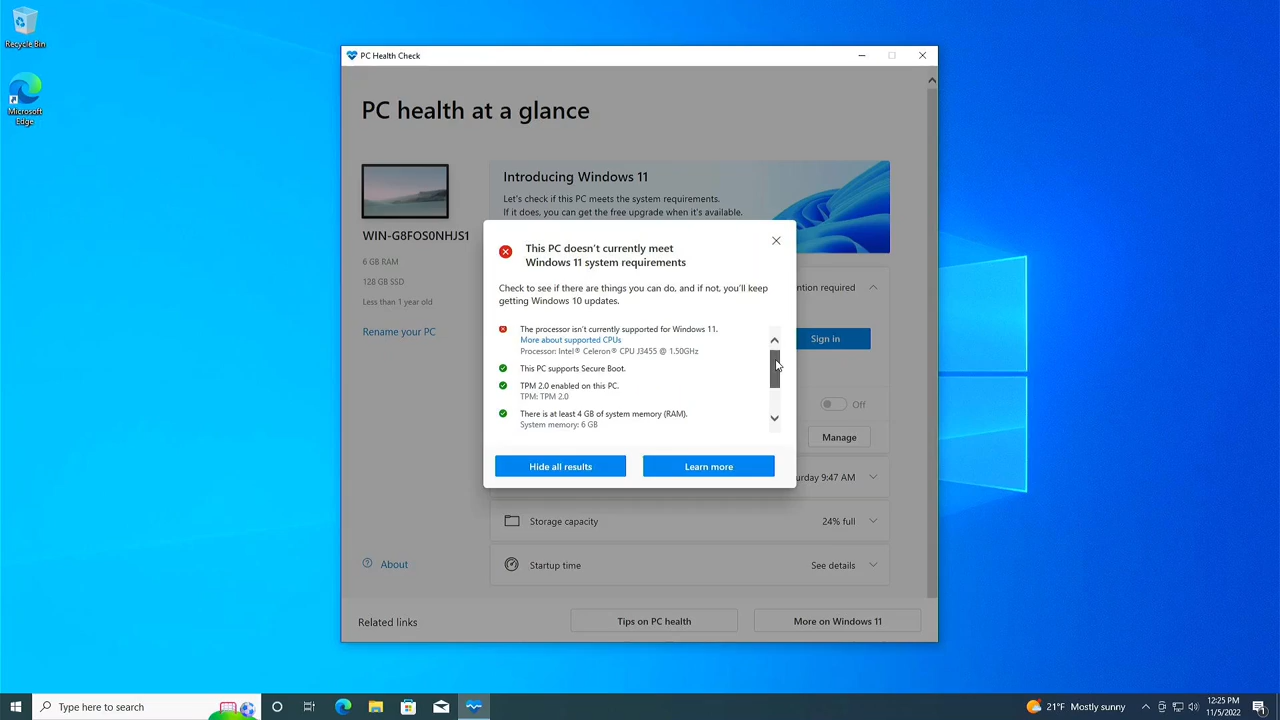 Recycle Bin
Microsoft
Edge
PC Health Check
PC health at a glance
WIN-G8FOS0NHJS1
6 GB RAM
128 GB SSD
Less than 1 year old
Rename your PC
Introducing Windows 11
Let's check if this PC meets the system requirements.
If it does, you can get the free upgrade when it's available.
This PC doesn't currently meet
Windows 11 system requirements
Check to see if there are things you can do, and if not, you'll keep
getting Windows 10 updates.
The processor isn't currently supported for Windows 11.
More about supported CPUs
Processor: Intel® Celeron® CPU J3455 @ 1.50GHz
This PC supports Secure Boot.
TPM 2.0 enabled on this PC.
TPM: TPM 2.0
There is at least 4 GB of system memory (RAM).
System memory: 6 GB
Hide all results
Learn more
ention required
Sign in
Off
Manage
urday 9:47 AM
Storage capacity
24% full
Startup time
See details
About
Related links
Tips on PC health
More on Windows 11
Type here to search
21°F Mostly sunny
12:25 PM
11/5/2022